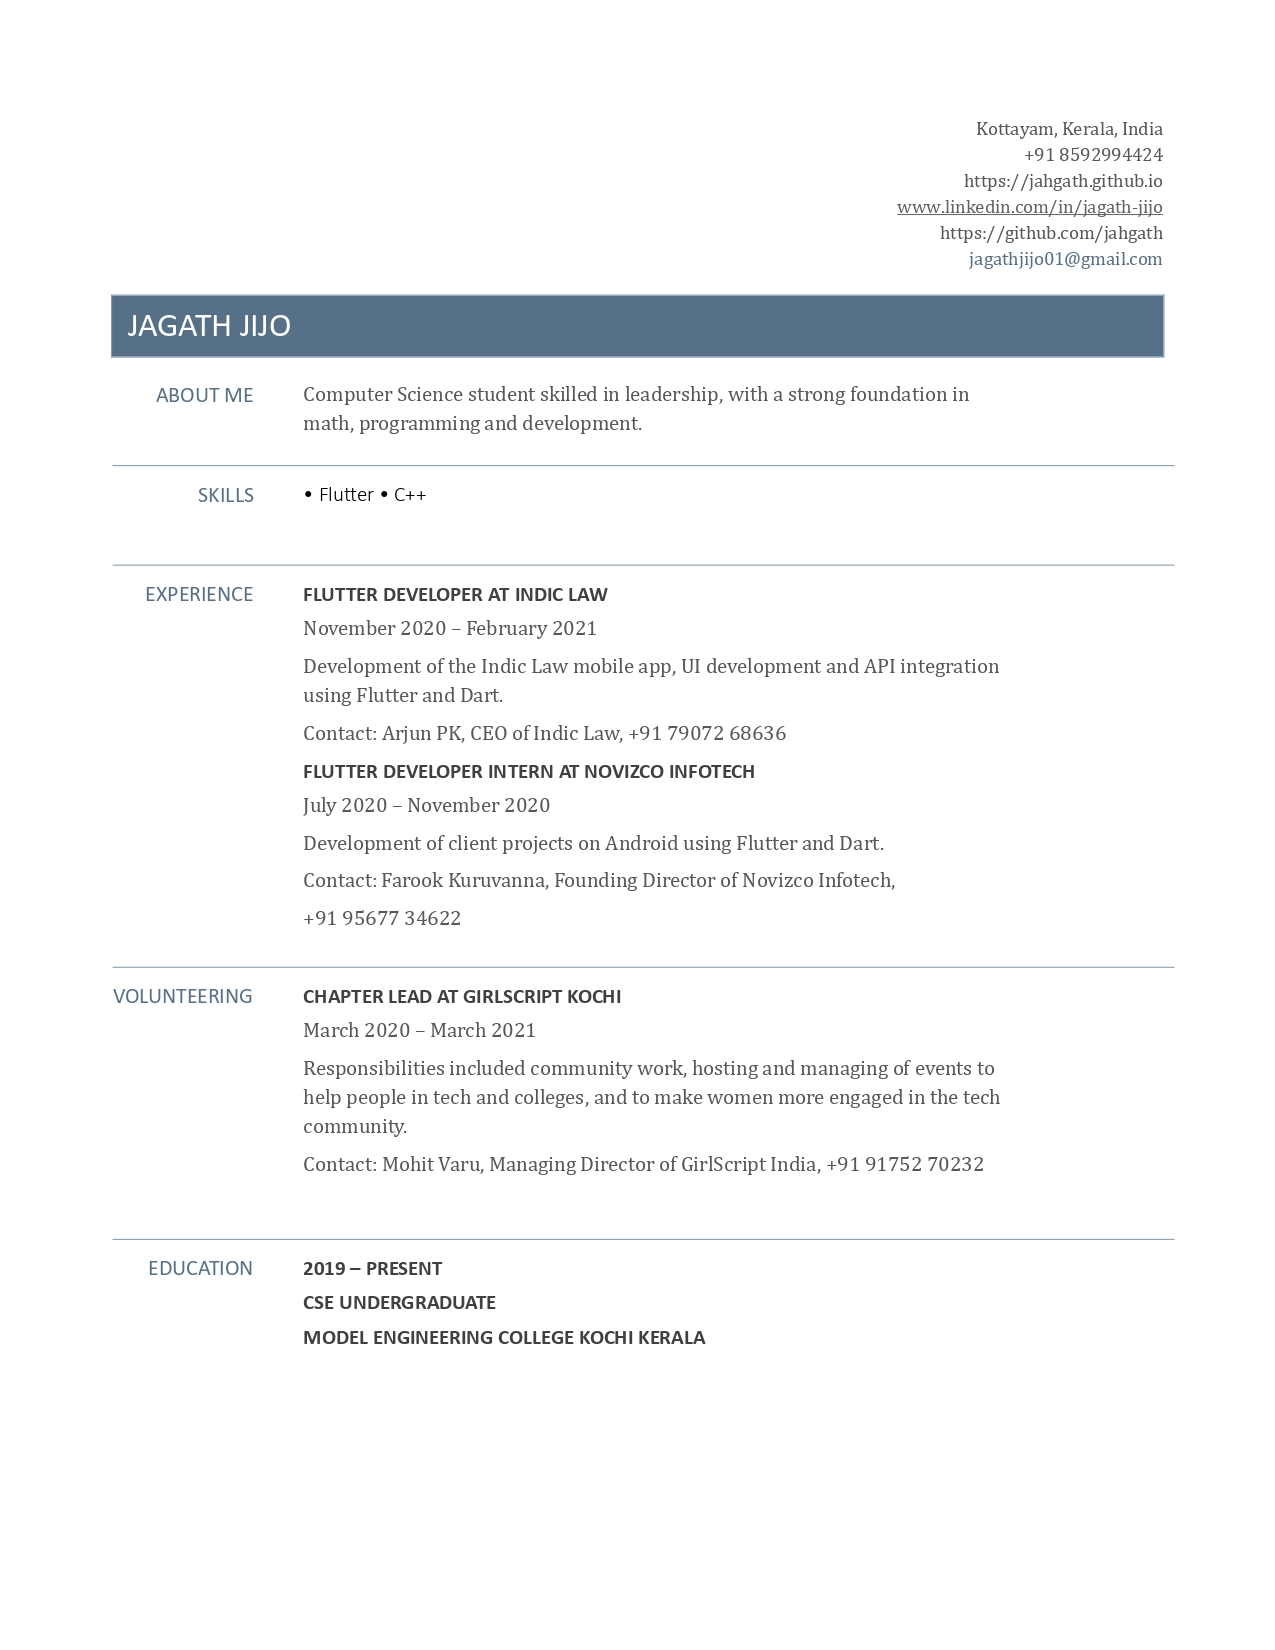 Kottayam, Kerala, India
+91 8592994424
https://jahgath.github.io
www.linkedin.com/in/jagath-jijo
https://github.com/jahgath
jagathjijo01@gmail.com
JAGATH JIJO
ABOUT ME
Computer Science student skilled in leadership, with a strong foundation in
math, programming and development.
SKILLS
• Flutter • C++
EXPERIENCE
FLUTTER DEVELOPER AT INDIC LAW
November 2020 – February 2021
Development of the Indic Law mobile app, UI development and API integration
using Flutter and Dart.
Contact: Arjun PK, CEO of Indic Law, +91 79072 68636
FLUTTER DEVELOPER INTERN AT NOVIZCO INFOTECH
July 2020 – November 2020
Development of client projects on Android using Flutter and Dart.
Contact: Farook Kuruvanna, Founding Director of Novizco Infotech,
+91 95677 34622
VOLUNTEERING
CHAPTER LEAD AT GIRLSCRIPT KOCHI
March 2020 – March 2021
Responsibilities included community work, hosting and managing of events to
help people in tech and colleges, and to make women more engaged in the tech
community.
Contact: Mohit Varu, Managing Director of GirlScript India, +91 91752 70232
EDUCATION
2019 – PRESENT
CSE UNDERGRADUATE
MODEL ENGINEERING COLLEGE KOCHI KERALA